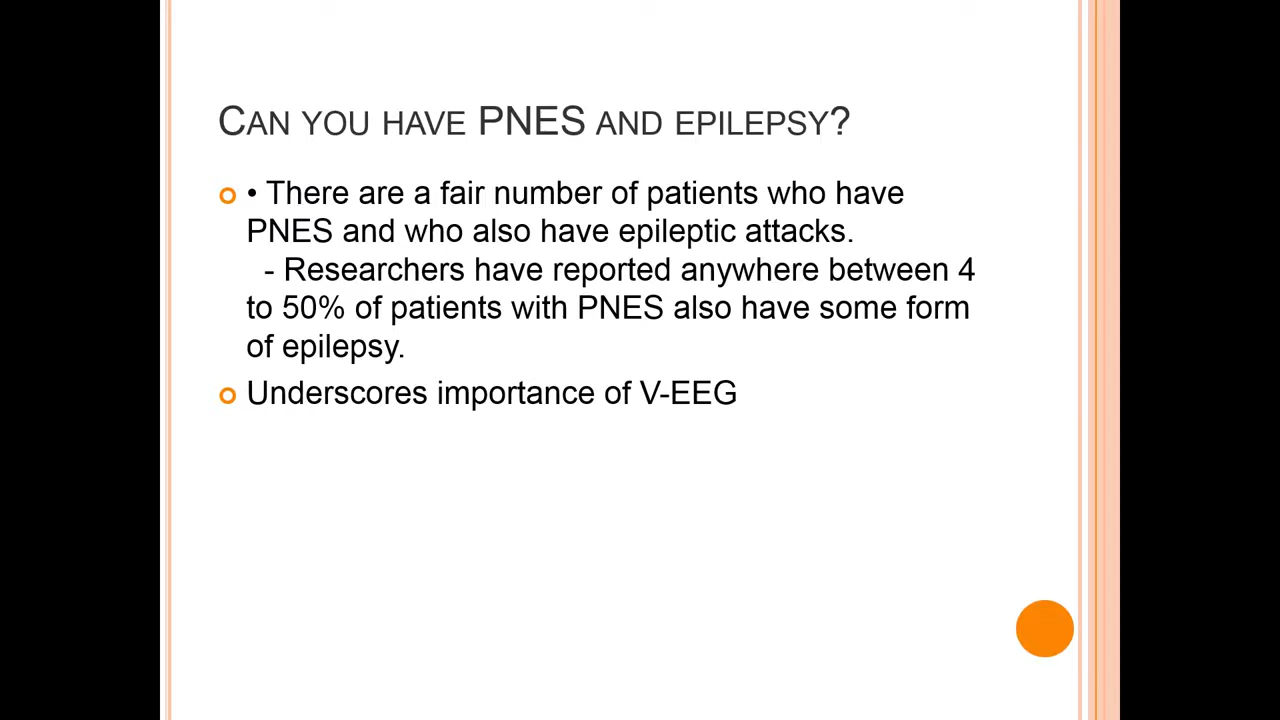 CAN YOU HAVE PNES AND EPILEPSY?
• There are a fair number of patients who have
PNES and who also have epileptic attacks.
- Researchers have reported anywhere between 4
to 50% of patients with PNES also have some form
of epilepsy.
Underscores importance of V-EEG